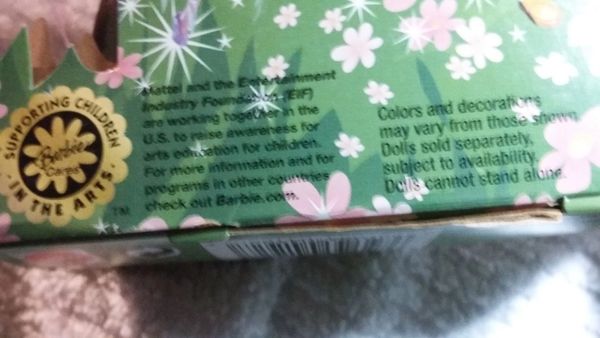 SUPPORTING CHILDREN
Barbie
Cares
IN THE ARTS
TM
Mattel and the Entertainment
Industry Foundation (EIF)
are working together in the
U.S. to raise awareness for
arts education for children.
For more information and for
programs in other countries
check out Barbie.com.
Colors and decorations
may vary from those shown.
Dolls sold separately,
subject to availability.
Dolls cannot stand alone.